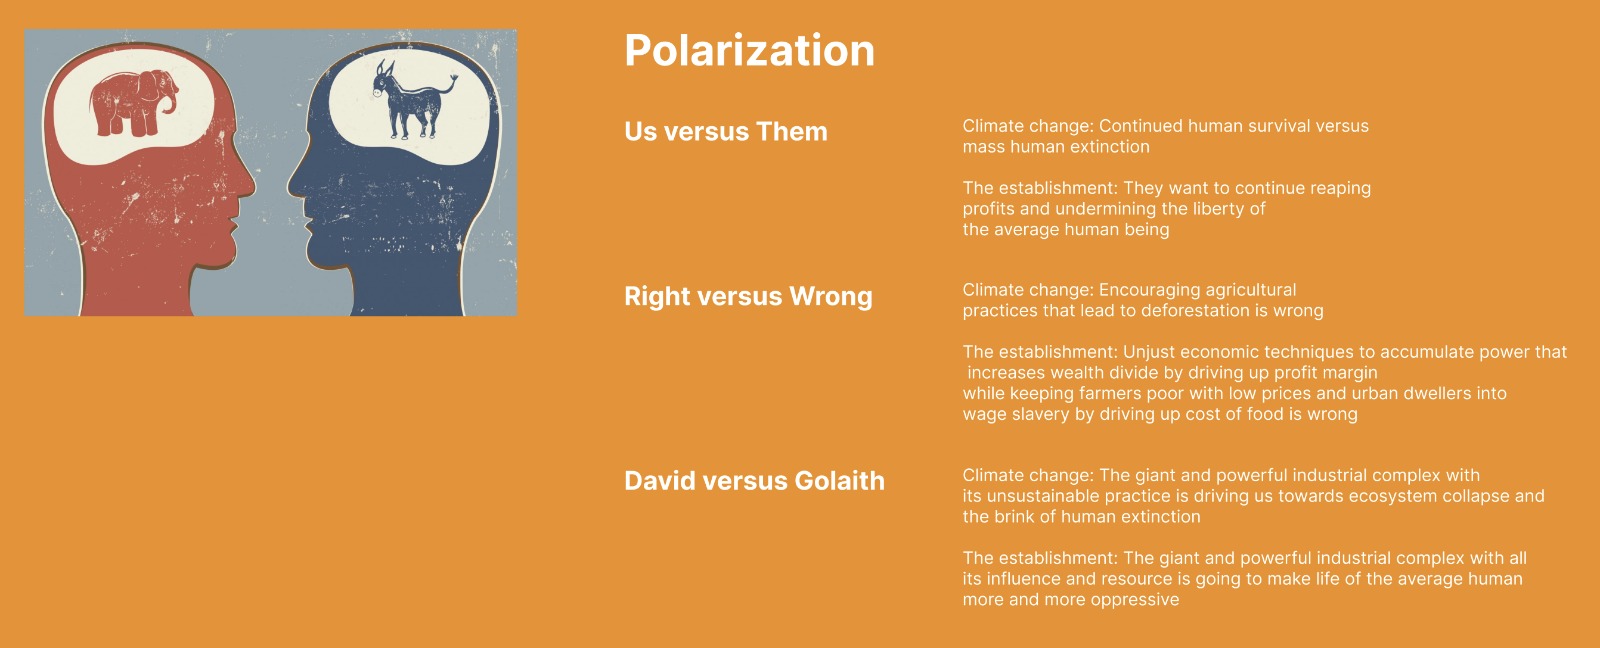 Polarization
Us versus Them
Climate change: Continued human survival versus
mass human extinction
The establishment: They want to continue reaping
profits and undermining the liberty of
the average human being
Right versus Wrong
Climate change: Encouraging agricultural
practices that lead to deforestation is wrong
The establishment: Unjust economic techniques to accumulate power that
increases wealth divide by driving up profit margin
while keeping farmers poor with low prices and urban dwellers into
wage slavery by driving up cost of food is wrong
David versus Golaith
Climate change: The giant and powerful industrial complex with
its unsustainable practice is driving us towards ecosystem collapse and
the brink of human extinction
The establishment: The giant and powerful industrial complex with all
its influence and resource is going to make life of the average human
more and more oppressive